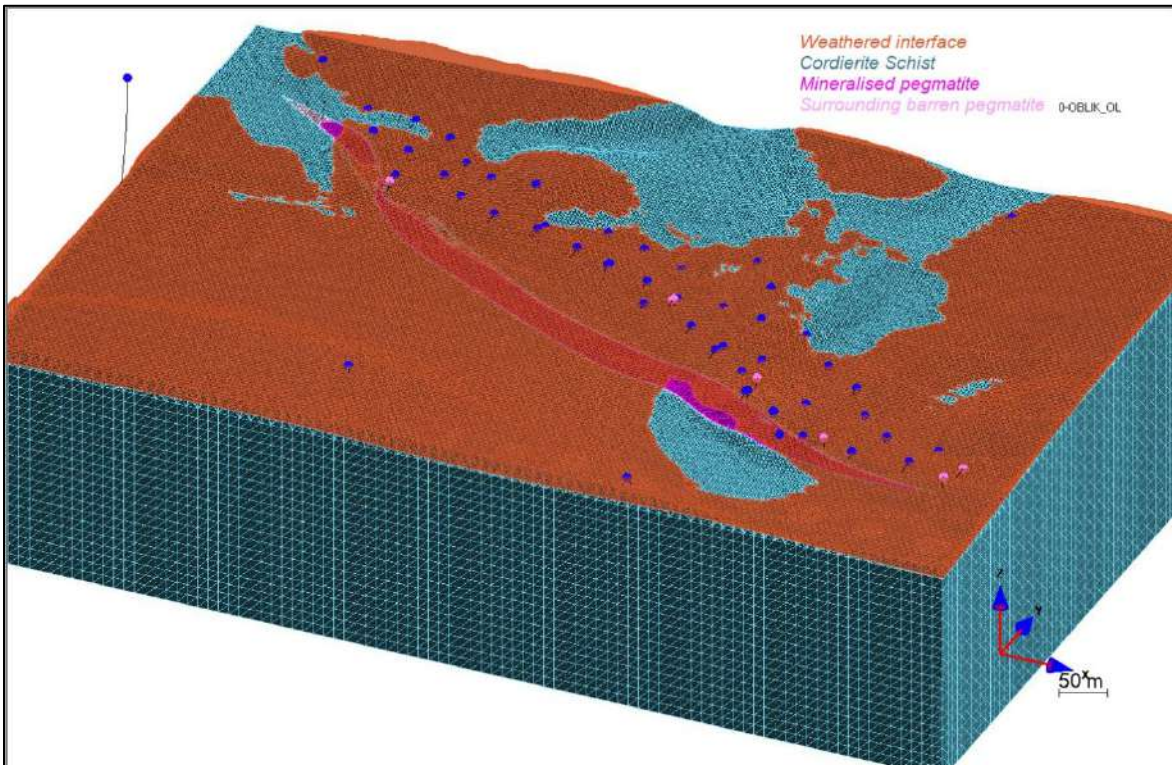 Weathered interface
Cordierite Schist
Mineralised pegmatite
Surrounding barren pegmatite 0-OBLIK_OL
Z
Y
X
50 m